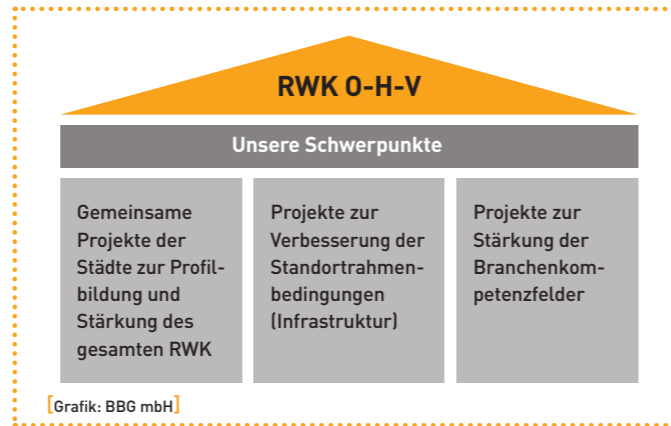 RWK O-H-V
Unsere Schwerpunkte
Gemeinsame
Projekte der
Städte zur Profil-
bildung und
Stärkung des
gesamten RWK
Projekte zur
Verbesserung der
Standortrahmen-
bedingungen
(Infrastruktur)
Projekte zur
Stärkung der
Branchenkom-
petenzfelder
[Grafik: BBG mbH]